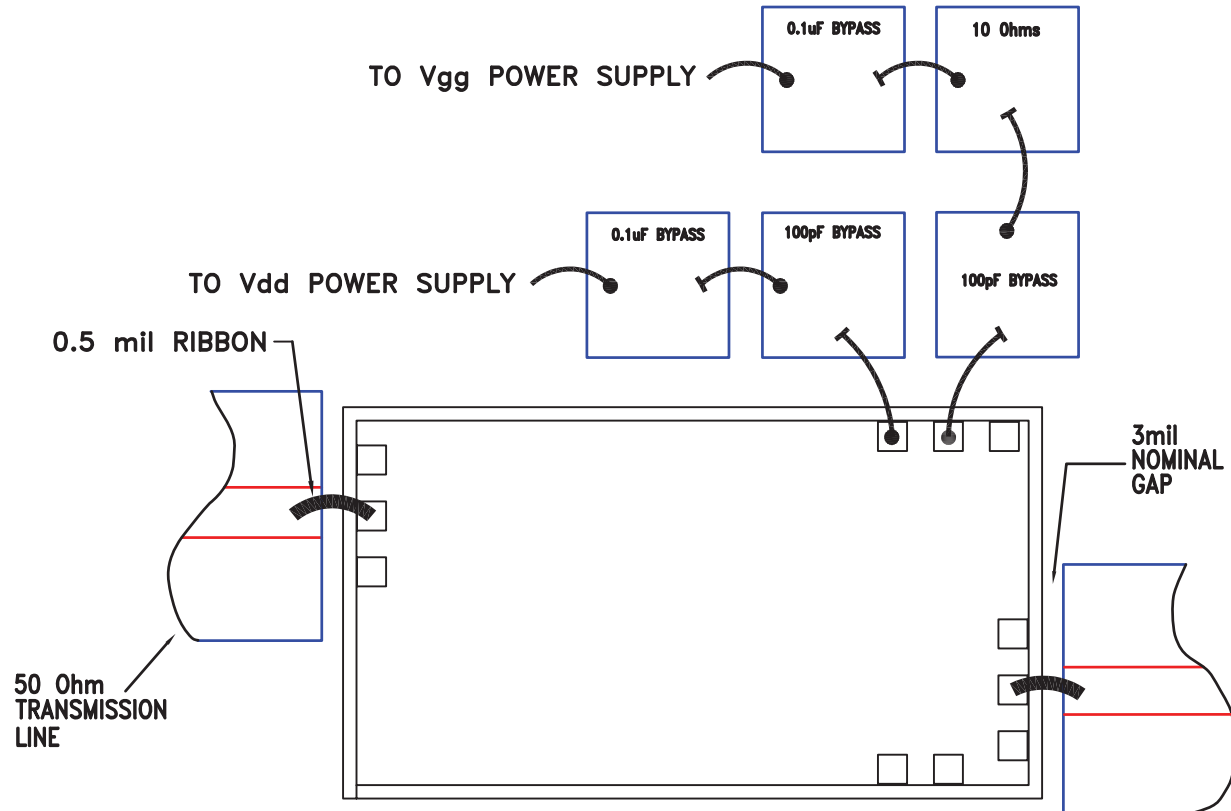 0.1uF BYPASS
10 Ohms
TO Vgg POWER SUPPLY
0.1uF BYPASS
100pF BYPASS
100pF BYPASS
TO Vdd POWER SUPPLY
0.5 mil RIBBON
3mil
NOMINAL
GAP
50 Ohm
TRANSMISSION
LINE